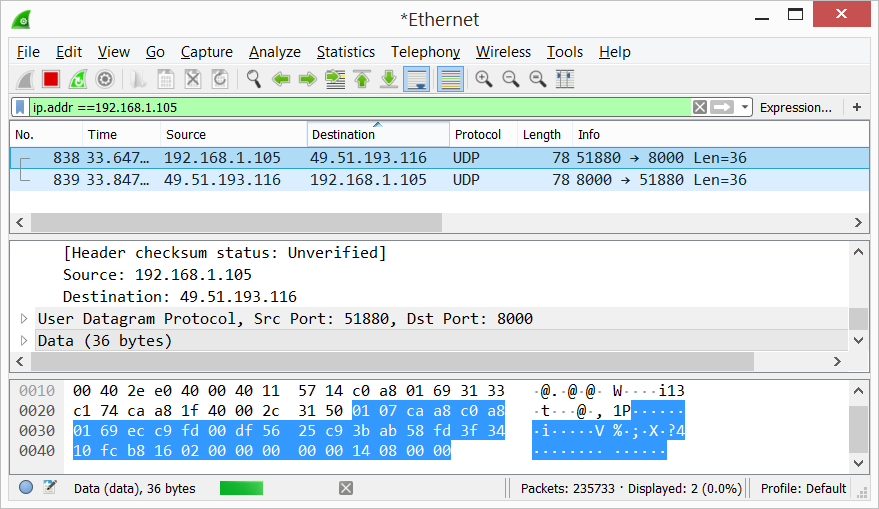 *Ethernet
File Edit View Go Capture Analyze Statistics Telephony Wireless Tools Help
ip.addr ==192.168.1.105 Expression... +
No. Time Source Destination Protocol Length Info
838 33.647… 192.168.1.105 49.51.193.116 UDP 78 51880 → 8000 Len=36
839 33.847… 49.51.193.116 192.168.1.105 UDP 78 8000 → 51880 Len=36
[Header checksum status: Unverified]
Source: 192.168.1.105
Destination: 49.51.193.116
User Datagram Protocol, Src Port: 51880, Dst Port: 8000
Data (36 bytes)
0010 00 40 2e e0 40 00 40 11 57 14 c0 a8 01 69 31 33 ·@.·@·@· W····i13
0020 c1 74 ca a8 1f 40 00 2c 31 50 01 07 ca a8 c0 a8 ·t···@·, 1P······
0030 01 69 ec c9 fd 00 df 56 25 c9 3b ab 58 fd 3f 34 ·i·····V %·;·X·?4
0040 10 fc b8 16 02 00 00 00 00 00 14 08 00 00 ········ ······
Data (data), 36 bytes Packets: 235733 · Displayed: 2 (0.0%) Profile: Default